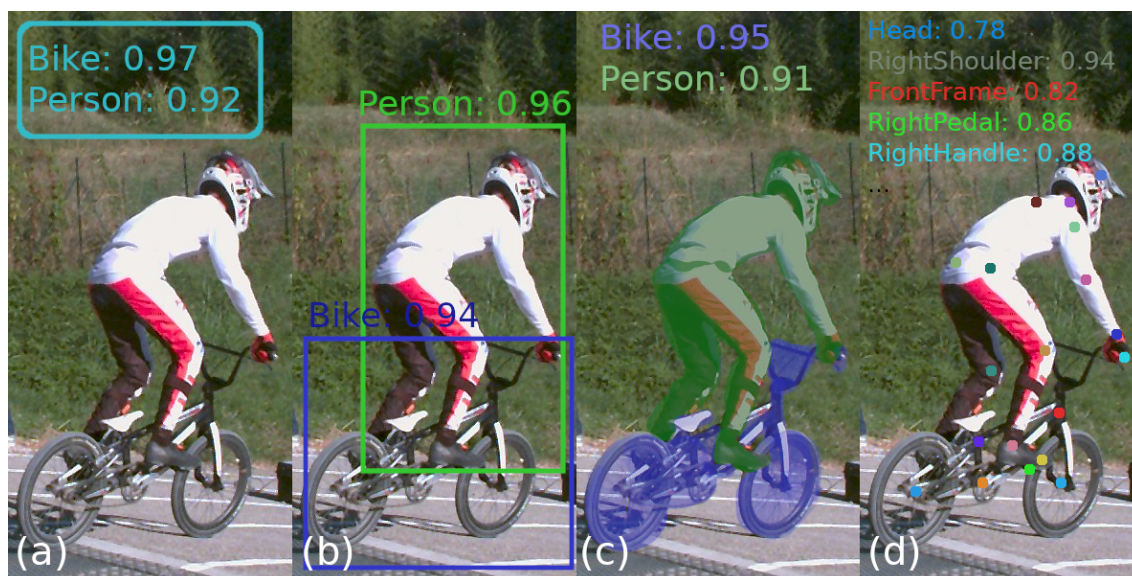 Bike: 0.97
Person: 0.92
(a)
Person: 0.96
Bike: 0.94
(b)
Bike: 0.95
Person: 0.91
(c)
Head: 0.78
RightShoulder: 0.94
FrontFrame: 0.82
RightPedal: 0.86
RightHandle: 0.88
...
(d)